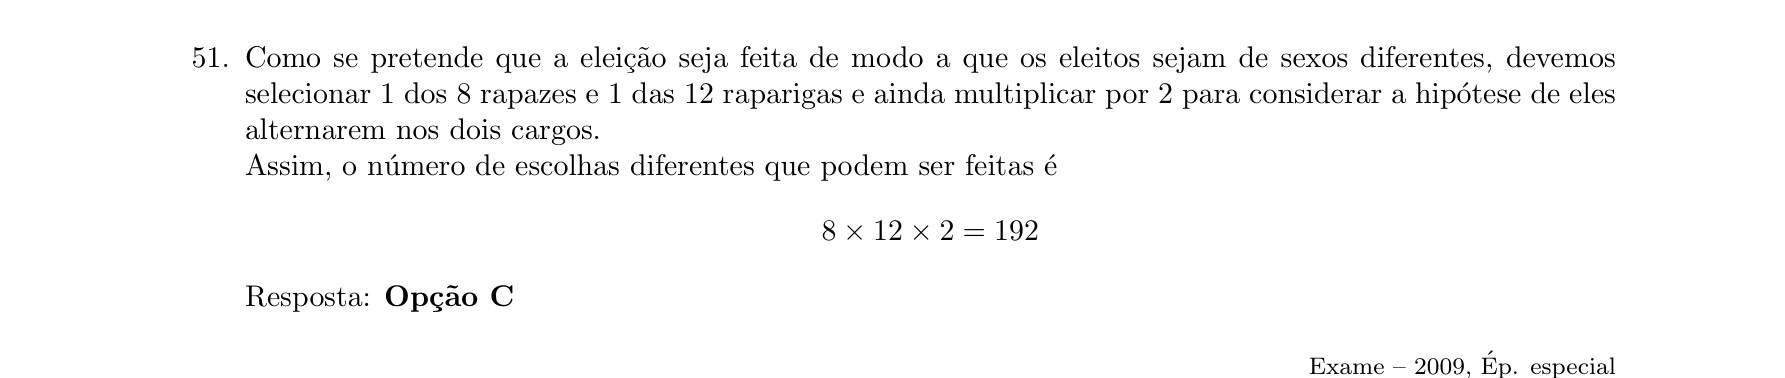 51. Como se pretende que a eleição seja feita de modo a que os eleitos sejam de sexos diferentes, devemos
selecionar 1 dos 8 rapazes e 1 das 12 raparigas e ainda multiplicar por 2 para considerar a hipótese de eles
alternarem nos dois cargos.
Assim, o número de escolhas diferentes que podem ser feitas é
8 × 12 × 2 = 192
Resposta: Opção C
Exame – 2009, Ép. especial